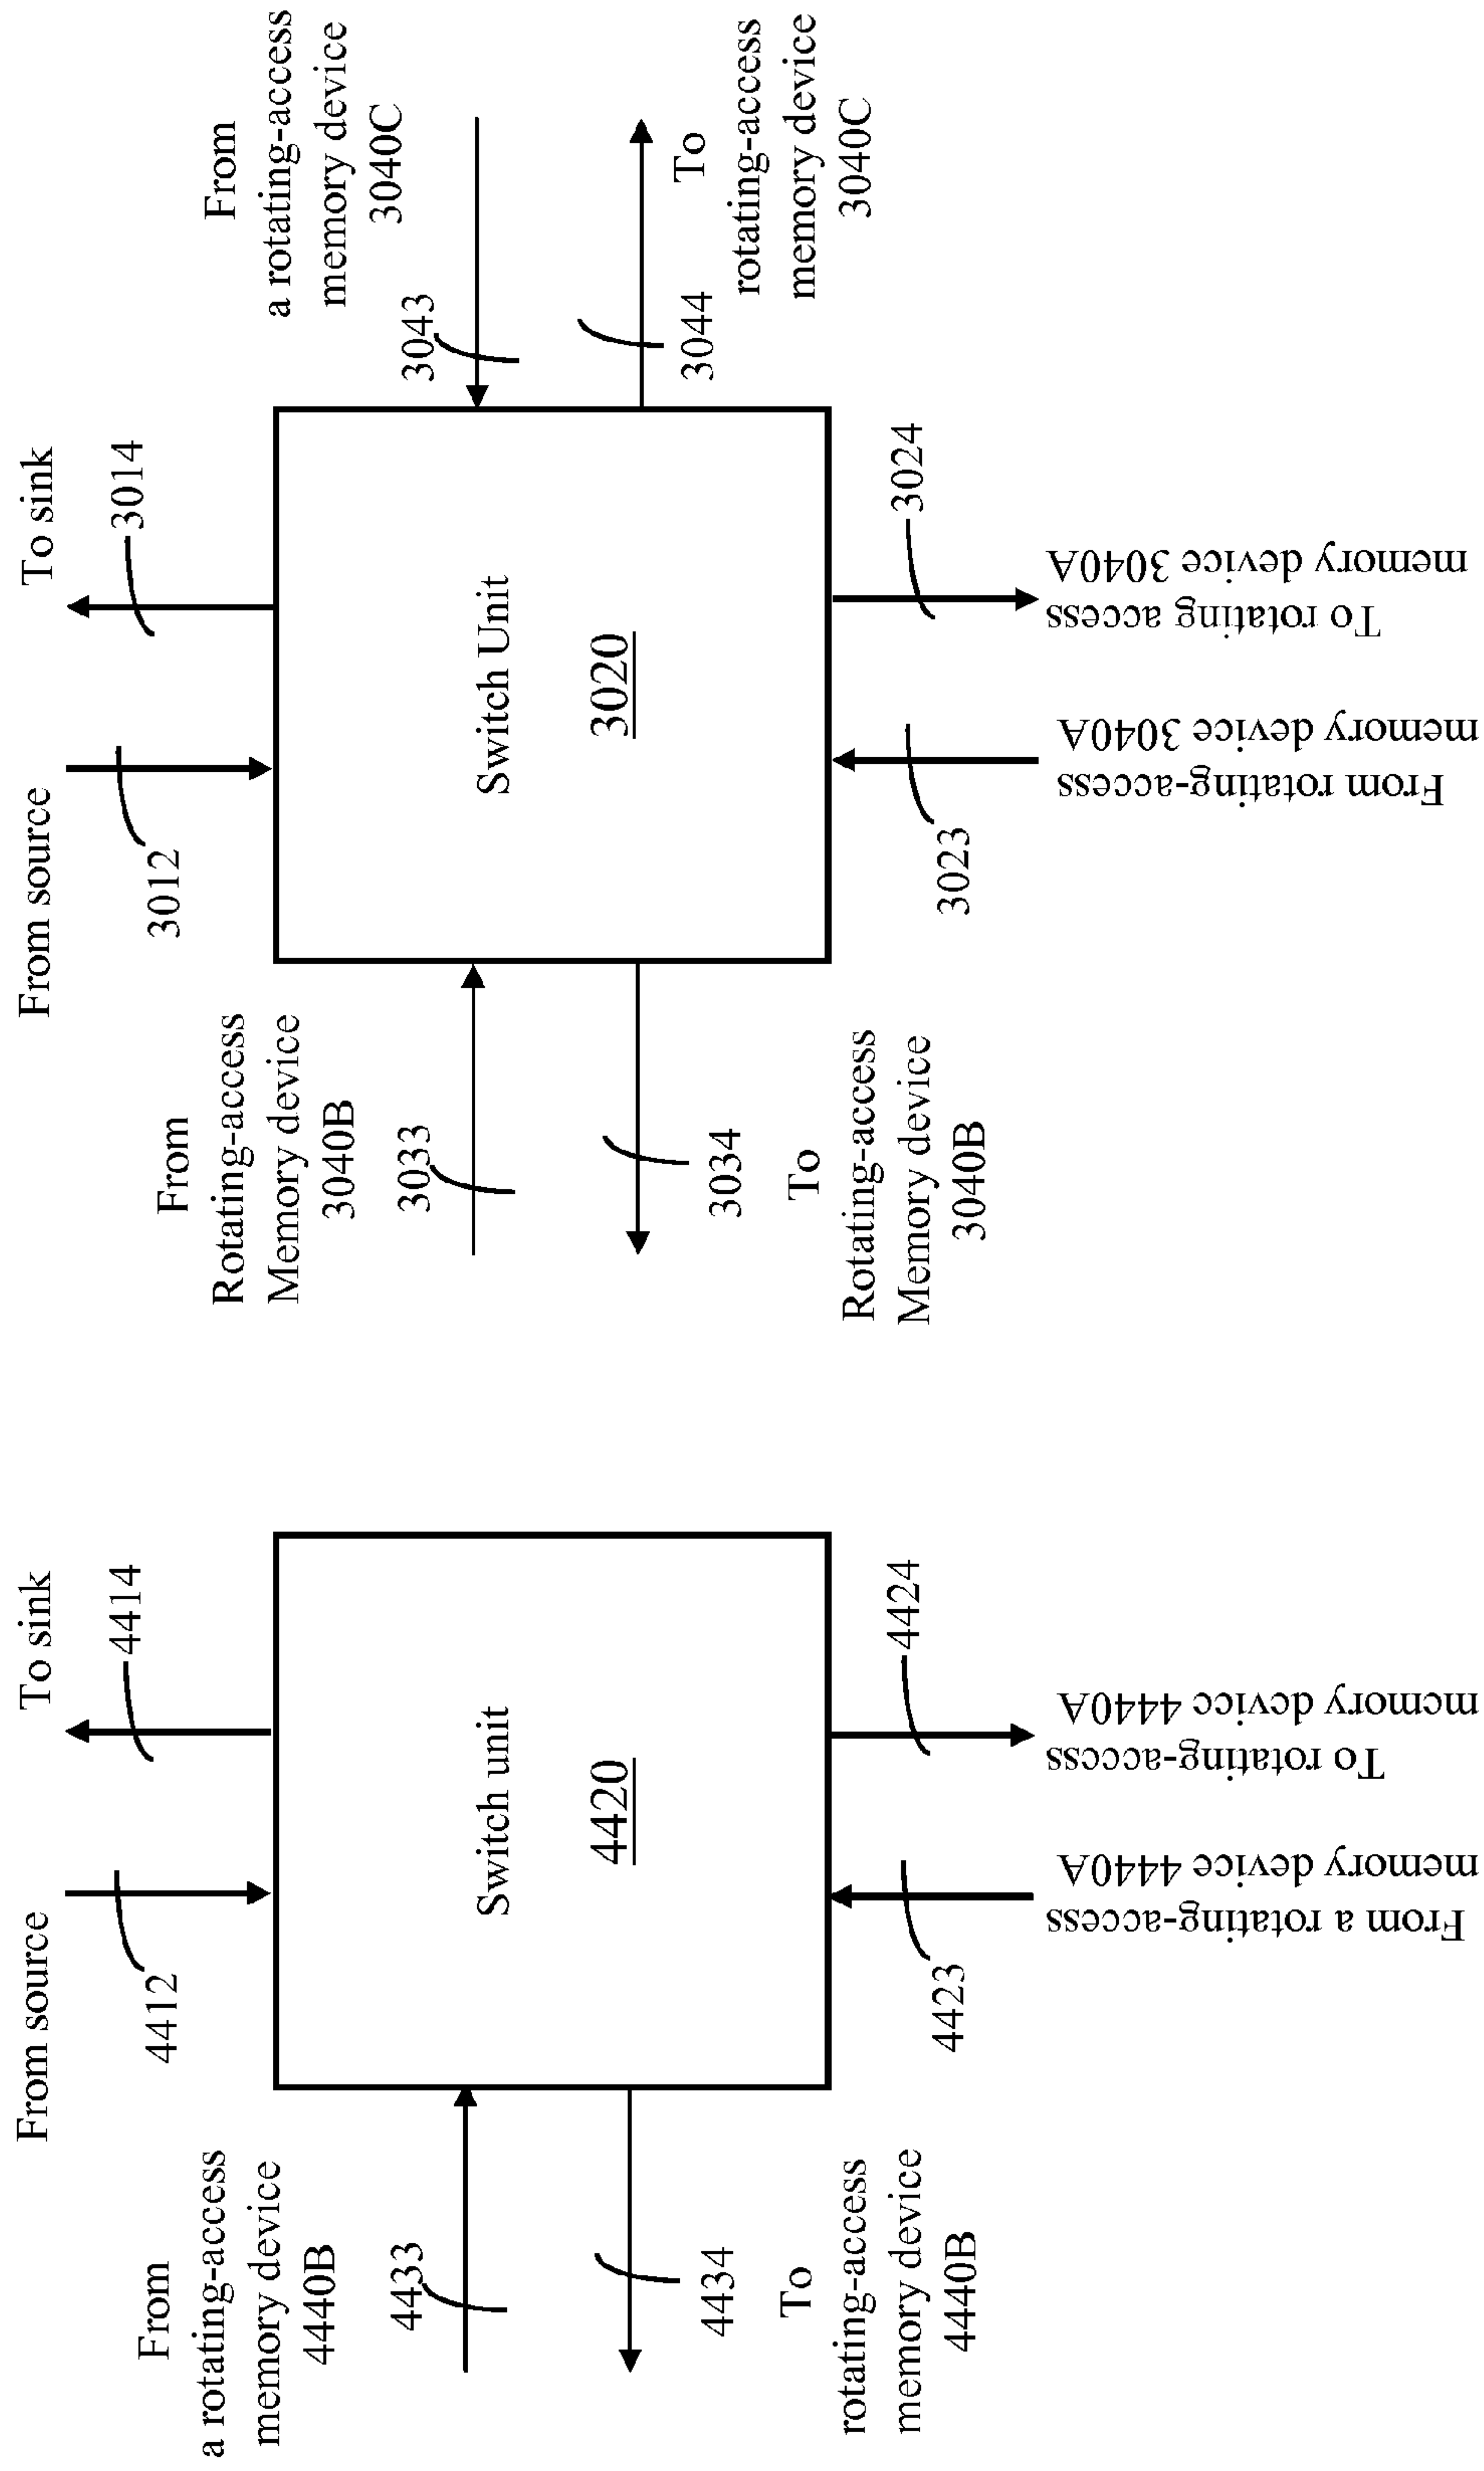 From source
4412
To sink
4414
From
a rotating-access
memory device
4440B
4433
4434
To
rotating-access
memory device
4440B
Switch unit
4420
4423
From a rotating-access
memory device 4440A
4424
To rotating-access
memory device 4440A
From source
3012
To sink
3014
From
Rotating-access
Memory device
3040B
3033
3034
To
Rotating-access
Memory device
3040B
Switch Unit
3020
From
a rotating-access
memory device
3040C
3043
3044
To
rotating-access
memory device
3040C
3023
From rotating-access
memory device 3040A
3024
To rotating access
memory device 3040A